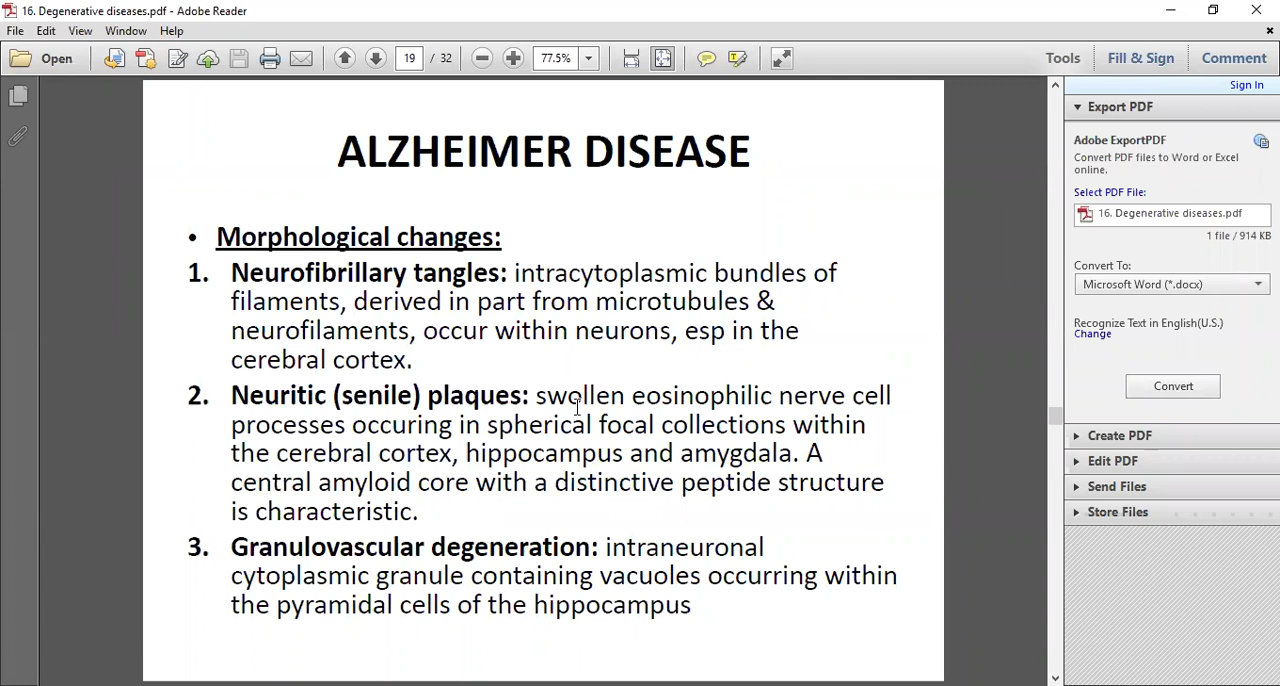 16. Degenerative diseases.pdf - Adobe Reader
File Edit View Window Help
Open 19 / 32 77.5% Tools Fill & Sign Comment
Sign In
ALZHEIMER DISEASE
• Morphological changes:
1. Neurofibrillary tangles: intracytoplasmic bundles of
filaments, derived in part from microtubules &
neurofilaments, occur within neurons, esp in the
cerebral cortex.
2. Neuritic (senile) plaques: swollen eosinophilic nerve cell
processes occuring in spherical focal collections within
the cerebral cortex, hippocampus and amygdala. A
central amyloid core with a distinctive peptide structure
is characteristic.
3. Granulovascular degeneration: intraneuronal
cytoplasmic granule containing vacuoles occurring within
the pyramidal cells of the hippocampus
Export PDF
Adobe ExportPDF
Convert PDF files to Word or Excel
online.
Select PDF File:
16. Degenerative diseases.pdf
1 file / 914 KB
Convert To:
Microsoft Word (*.docx)
Recognize Text in English(U.S.)
Change
Convert
Create PDF
Edit PDF
Send Files
Store Files